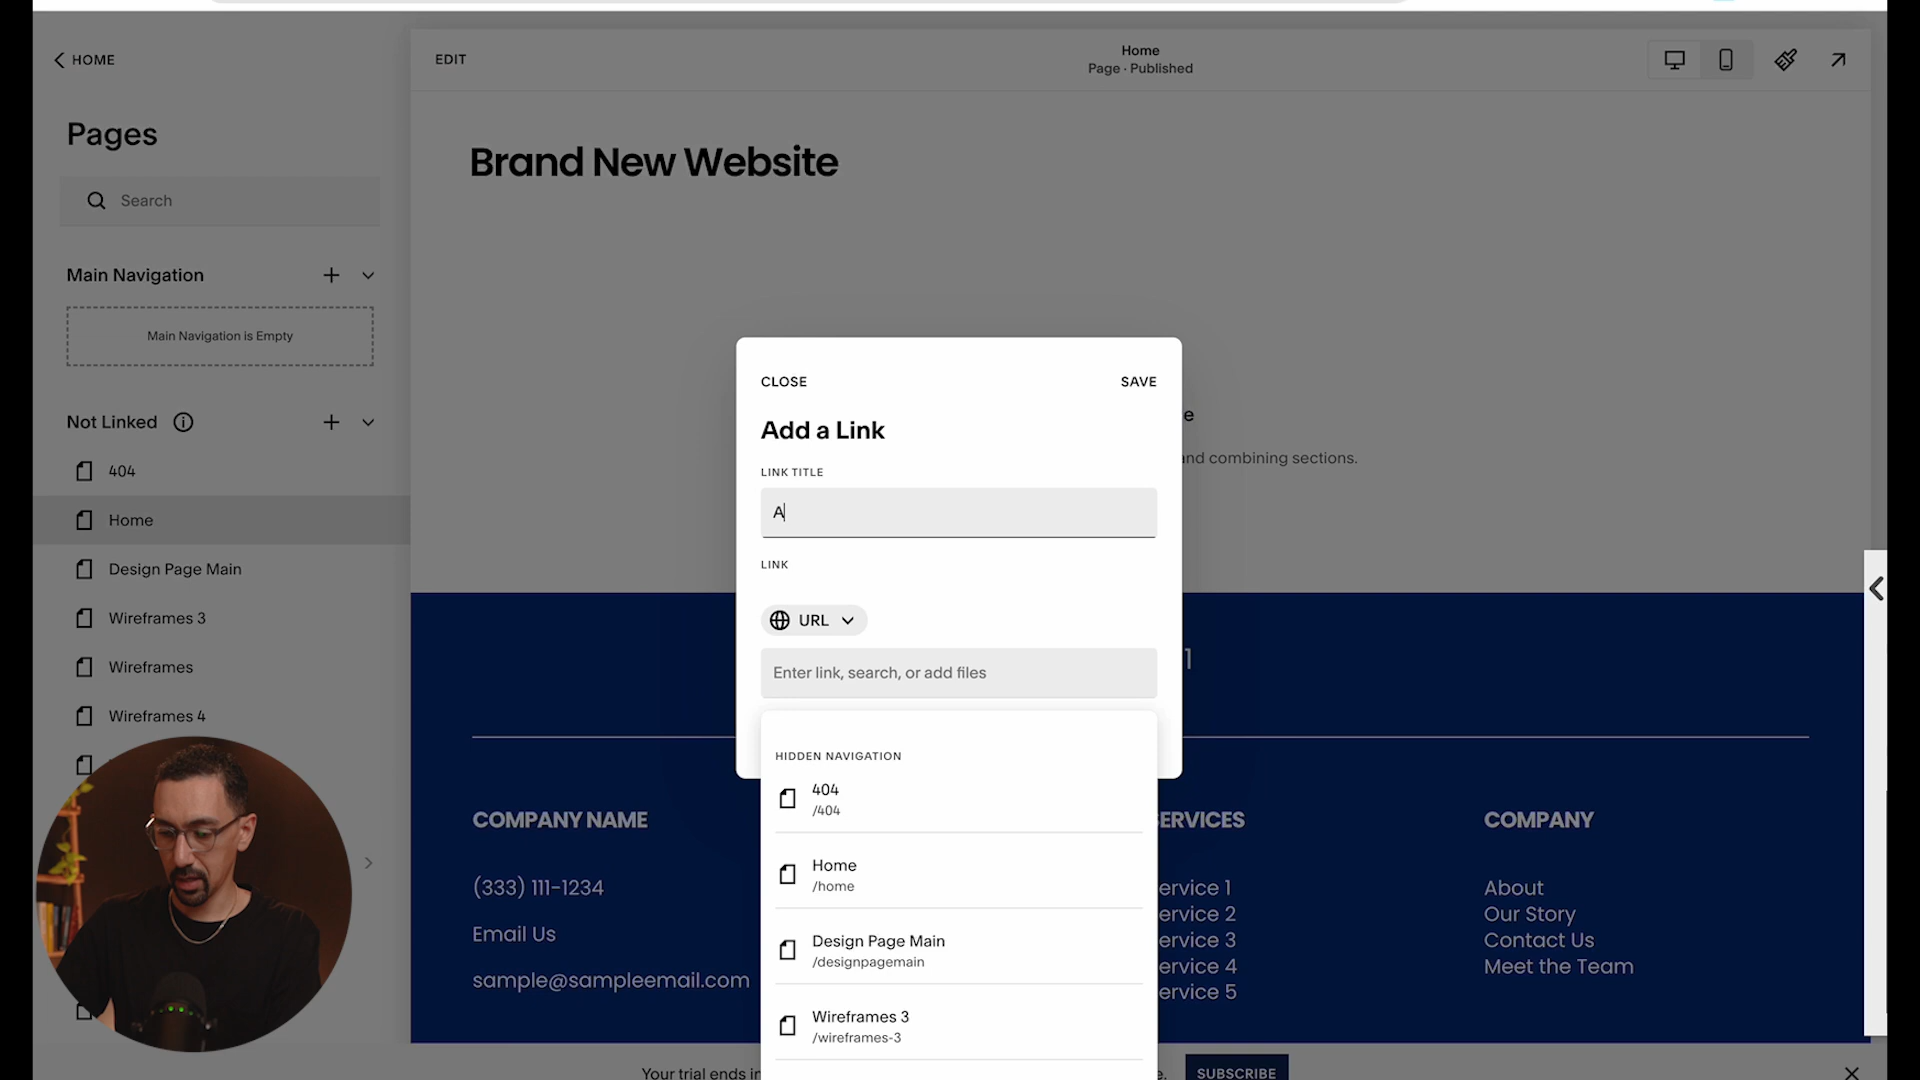 HOME
EDIT
Home
Page · Published
Pages
Brand New Website
Search
Main Navigation
Main Navigation is Empty
Not Linked
404
Home
Design Page Main
Wireframes 3
Wireframes
Wireframes 4
CLOSE
SAVE
Add a Link
LINK TITLE
A
LINK
URL
Enter link, search, or add files
HIDDEN NAVIGATION
404
/404
Home
/home
Design Page Main
/designpagemain
Wireframes 3
/wireframes-3
e
and combining sections.
1
COMPANY NAME
(333) 111-1234
Email Us
sample@sampleemail.com
SERVICES
ervice 1
ervice 2
ervice 3
ervice 4
ervice 5
COMPANY
About
Our Story
Contact Us
Meet the Team
Your trial ends in
e.
SUBSCRIBE